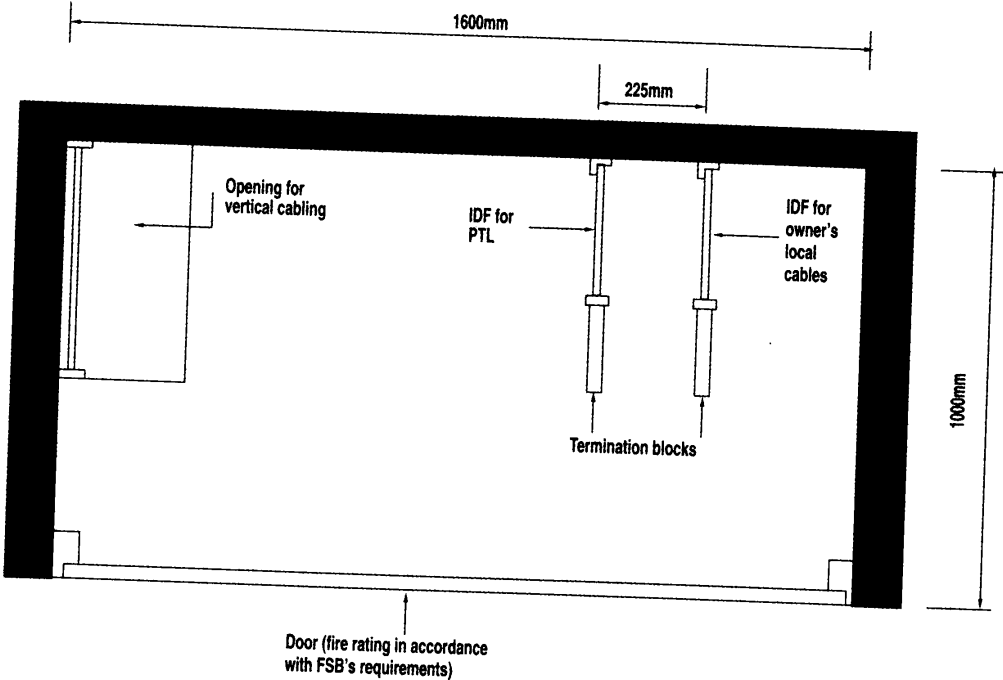 1600mm
225mm
Opening for
vertical cabling
IDF for
PTL
IDF for
owner's
local
cables
1000mm
Termination blocks
Door (fire rating in accordance
with FSB's requirements)